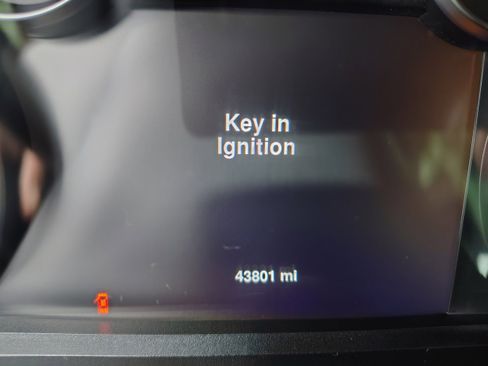 Key in
Ignition
43801 mi